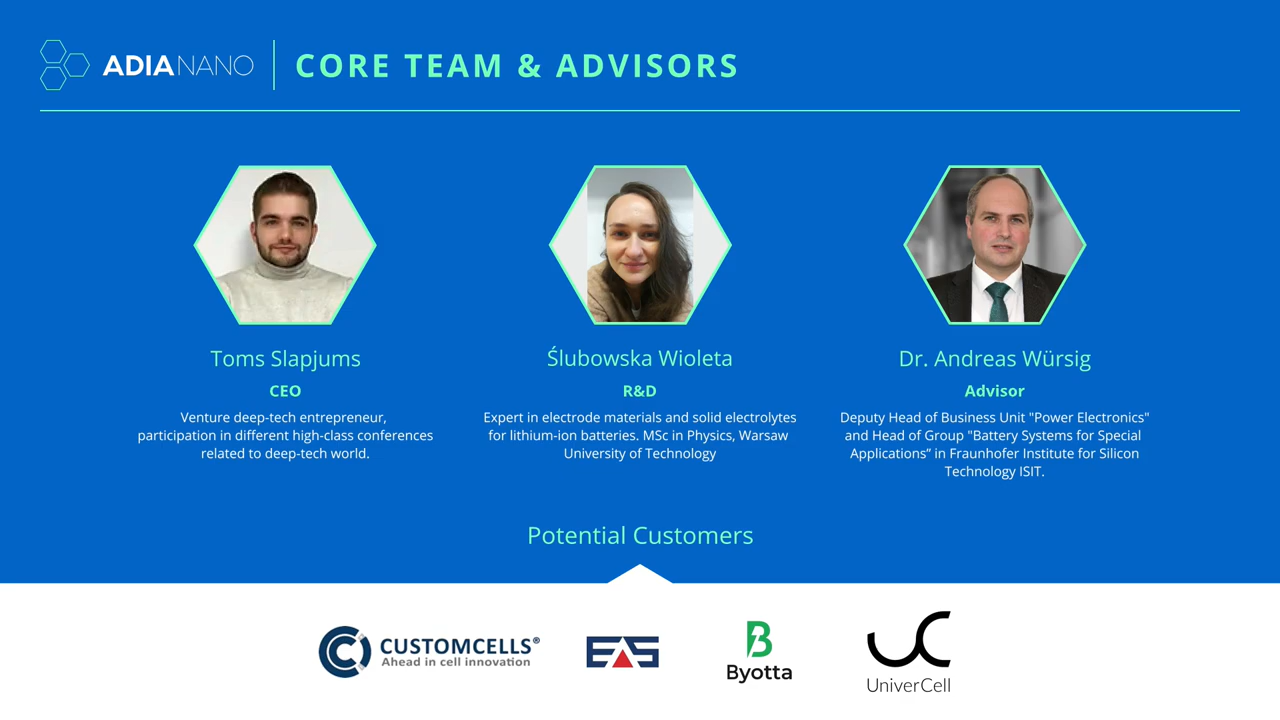 ADIANANO
CORE TEAM & ADVISORS
Toms Slapjums
CEO
Venture deep-tech entrepreneur,
participation in different high-class conferences
related to deep-tech world.
Ślubowska Wioleta
R&D
Expert in electrode materials and solid electrolytes
for lithium-ion batteries. MSc in Physics, Warsaw
University of Technology
Dr. Andreas Würsig
Advisor
Deputy Head of Business Unit "Power Electronics"
and Head of Group "Battery Systems for Special
Applications” in Fraunhofer Institute for Silicon
Technology ISIT.
Potential Customers
CUSTOMCELLS®
Ahead in cell innovation
EAS
Byotta
UC
UniverCell